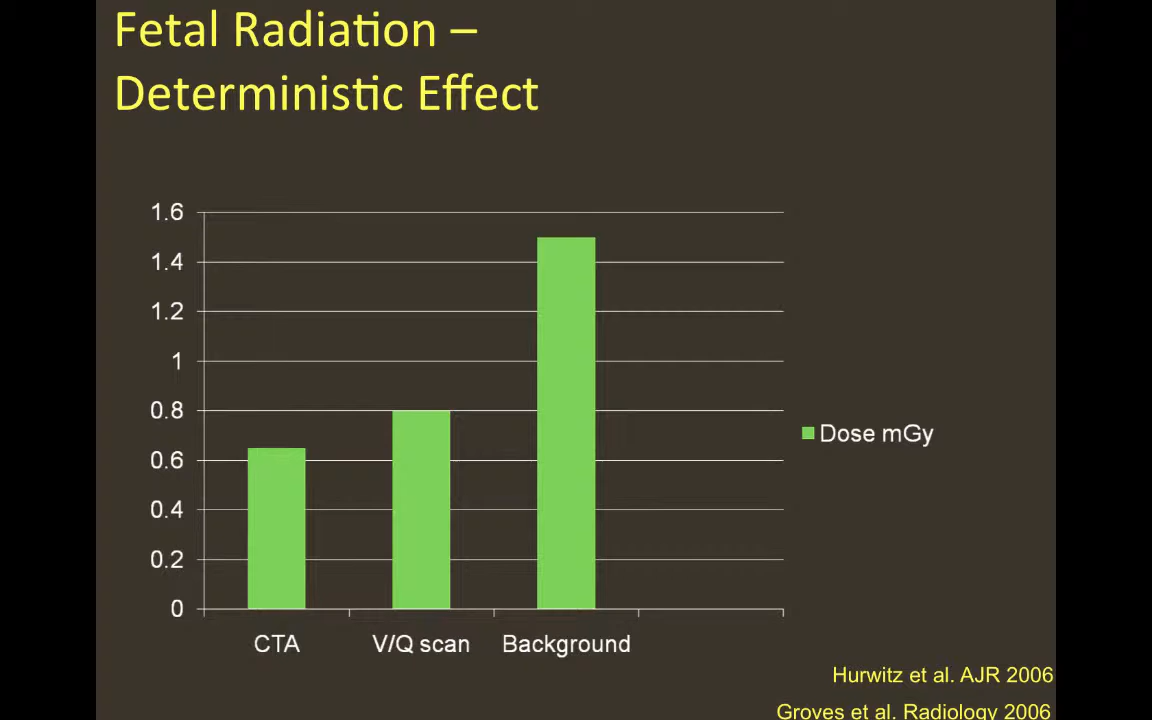 Fetal Radiation –
Deterministic Effect
1.6
1.4
1.2
1
0.8
0.6
0.4
0.2
0
CTA V/Q scan Background
Dose mGy
Hurwitz et al. AJR 2006
Groves et al. Radiology 2006